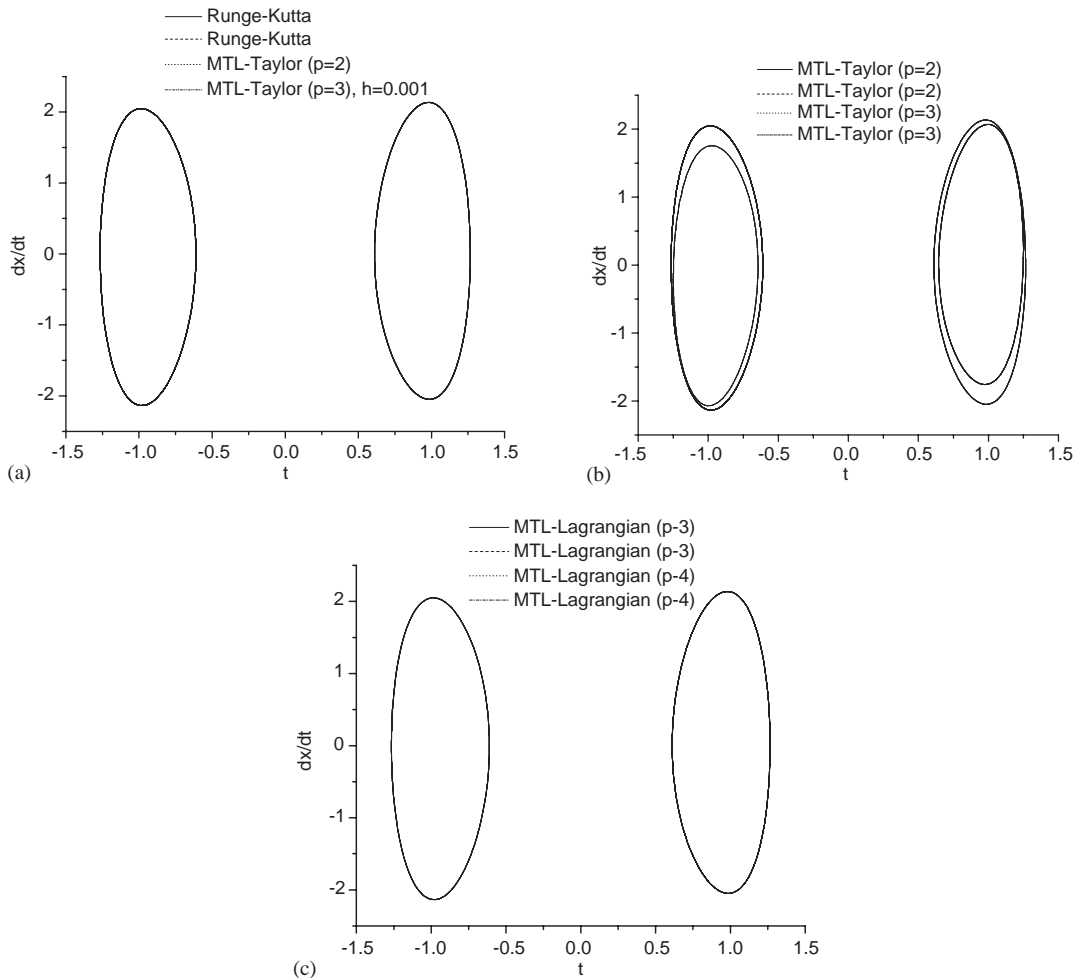 Runge-Kutta
Runge-Kutta
MTL-Taylor (p=2)
MTL-Taylor (p=3), h=0.001
2
1
0
-1
-2
dx/dt
-1.5 -1.0 -0.5 0.0 0.5 1.0 1.5
t
(a)
MTL-Taylor (p=2)
MTL-Taylor (p=2)
MTL-Taylor (p=3)
MTL-Taylor (p=3)
2
1
0
-1
-2
dx/dt
-1.5 -1.0 -0.5 0.0 0.5 1.0 1.5
t
(b)
MTL-Lagrangian (p-3)
MTL-Lagrangian (p-3)
MTL-Lagrangian (p-4)
MTL-Lagrangian (p-4)
2
1
0
-1
-2
dx/dt
-1.5 -1.0 -0.5 0.0 0.5 1.0 1.5
t
(c)